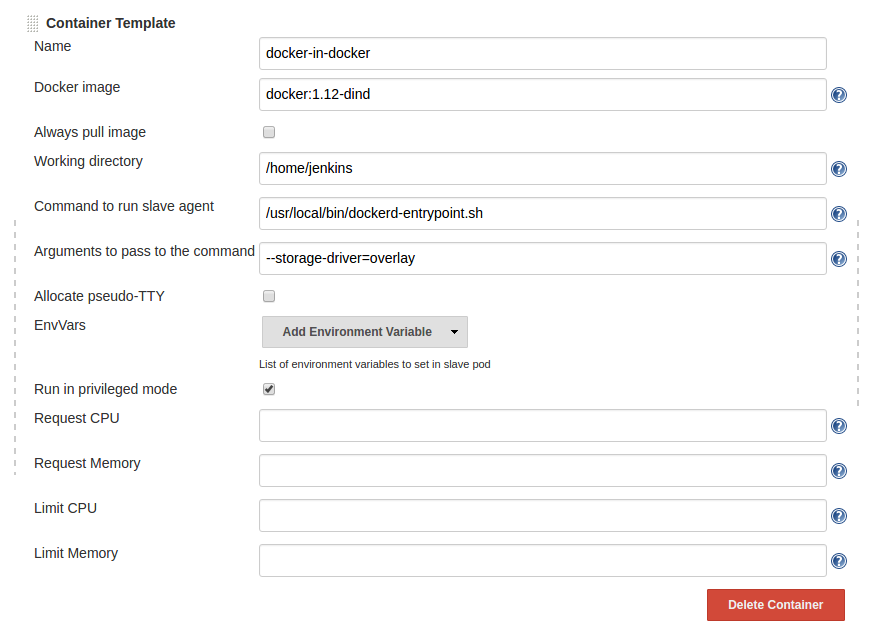 Container Template
Name
docker-in-docker
Docker image
docker:1.12-dind
Always pull image
Working directory
/home/jenkins
Command to run slave agent
/usr/local/bin/dockerd-entrypoint.sh
Arguments to pass to the command
--storage-driver=overlay
Allocate pseudo-TTY
EnvVars
Add Environment Variable
List of environment variables to set in slave pod
Run in privileged mode
Request CPU
Request Memory
Limit CPU
Limit Memory
Delete Container